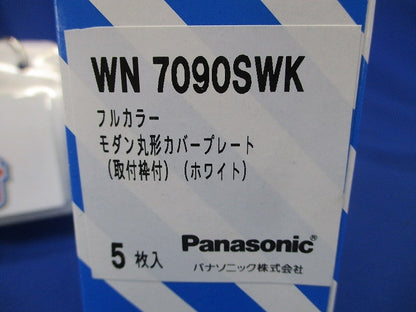 WN 7090SWK
フルカラー
モダン丸形カバープレート
（取付枠付）（ホワイト）
5枚入 Panasonic®
パナソニック株式会社